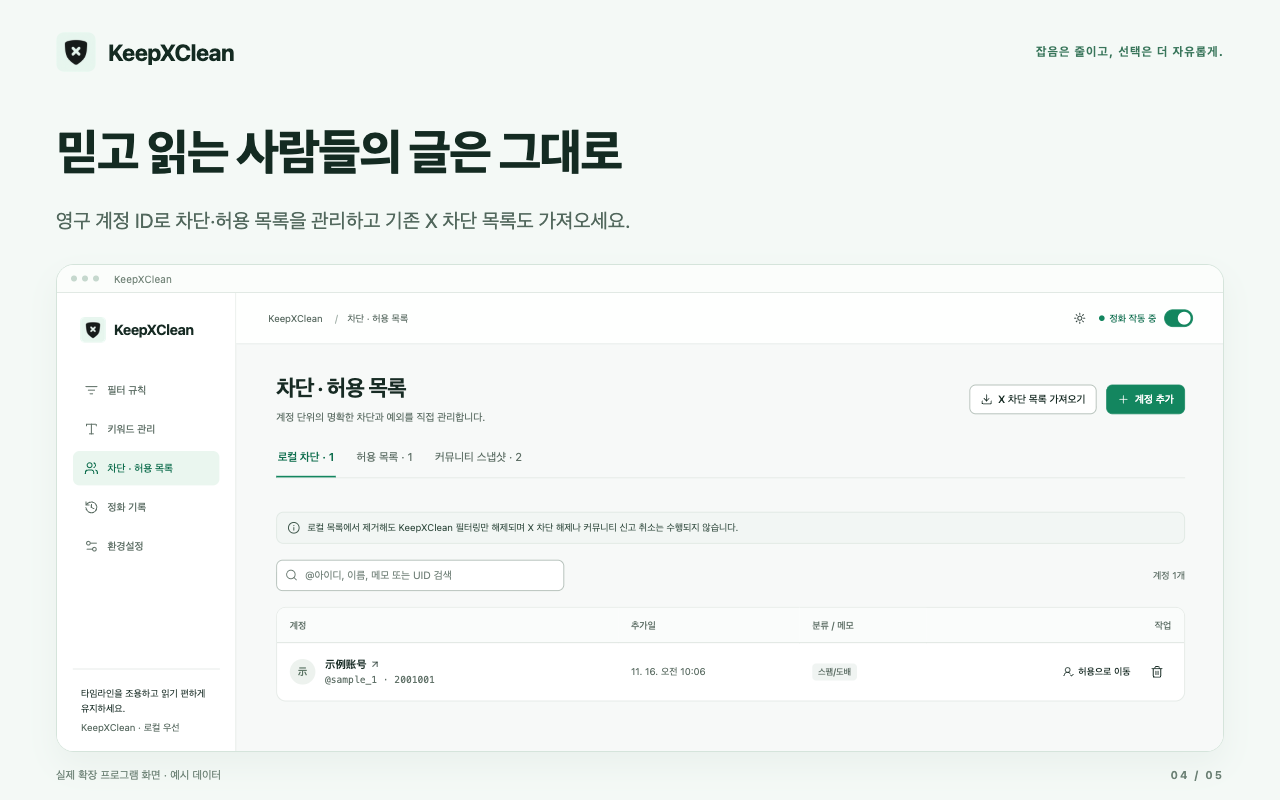 KeepXClean
잡음은 줄이고, 선택은 더 자유롭게.
믿고 읽는 사람들의 글은 그대로
영구 계정 ID로 차단·허용 목록을 관리하고 기존 X 차단 목록도 가져오세요.
KeepXClean
KeepXClean
KeepXClean / 차단 · 허용 목록
정화 작동 중
필터 규칙
키워드 관리
차단 · 허용 목록
정화 기록
환경설정
타임라인을 조용하고 읽기 편하게
유지하세요.
KeepXClean · 로컬 우선
차단 · 허용 목록
계정 단위의 명확한 차단과 예외를 직접 관리합니다.
X 차단 목록 가져오기
계정 추가
로컬 차단 · 1 허용 목록 · 1 커뮤니티 스냅샷 · 2
로컬 목록에서 제거해도 KeepXClean 필터링만 해제되며 X 차단 해제나 커뮤니티 신고 취소는 수행되지 않습니다.
@아이디, 이름, 메모 또는 UID 검색
계정 1개
계정 추가일 분류 / 메모 작업
示 示例账号 ↗
@sample_1 · 2001001
11. 16. 오전 10:06
스팸/도배
허용으로 이동
실제 확장 프로그램 화면 · 예시 데이터
04 / 05